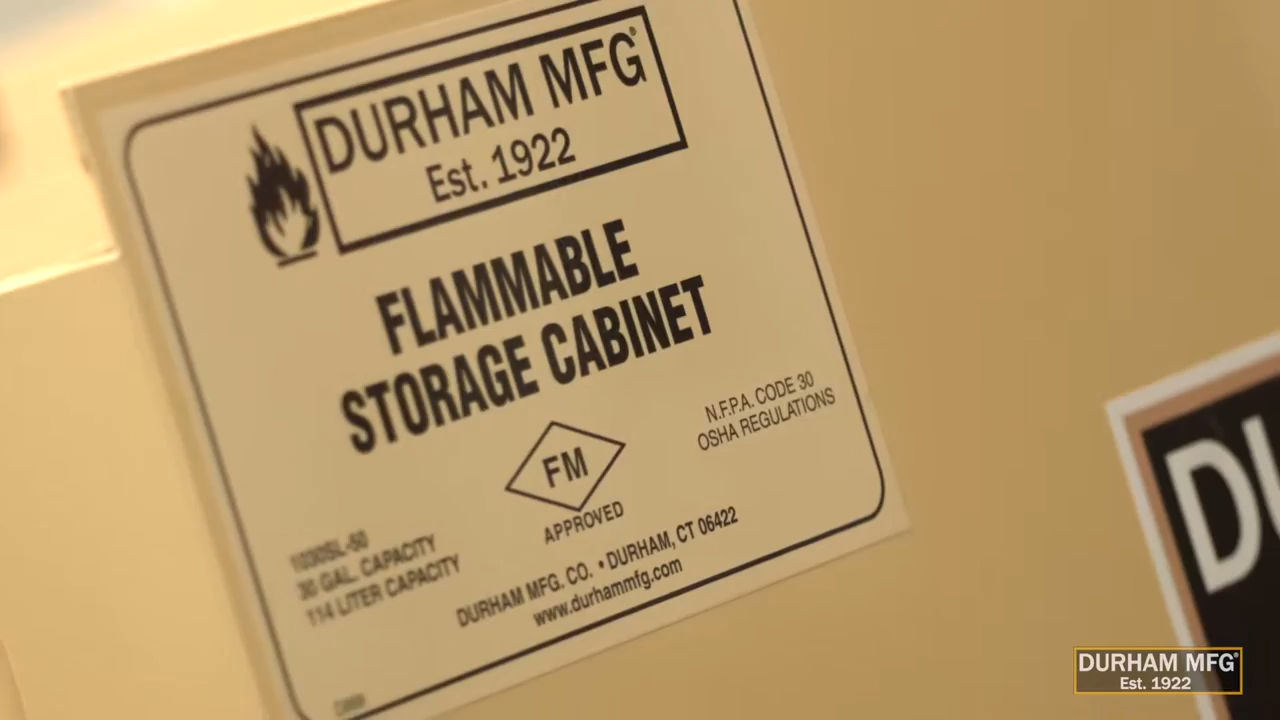 DURHAM MFG®
Est. 1922
FLAMMABLE
STORAGE CABINET
N.F.P.A. CODE 30
OSHA REGULATIONS
FM
APPROVED
1030SL-50
30 GAL. CAPACITY
114 LITER CAPACITY
DURHAM MFG. CO. • DURHAM, CT 06422
www.durhammfg.com
DU
DURHAM MFG®
Est. 1922